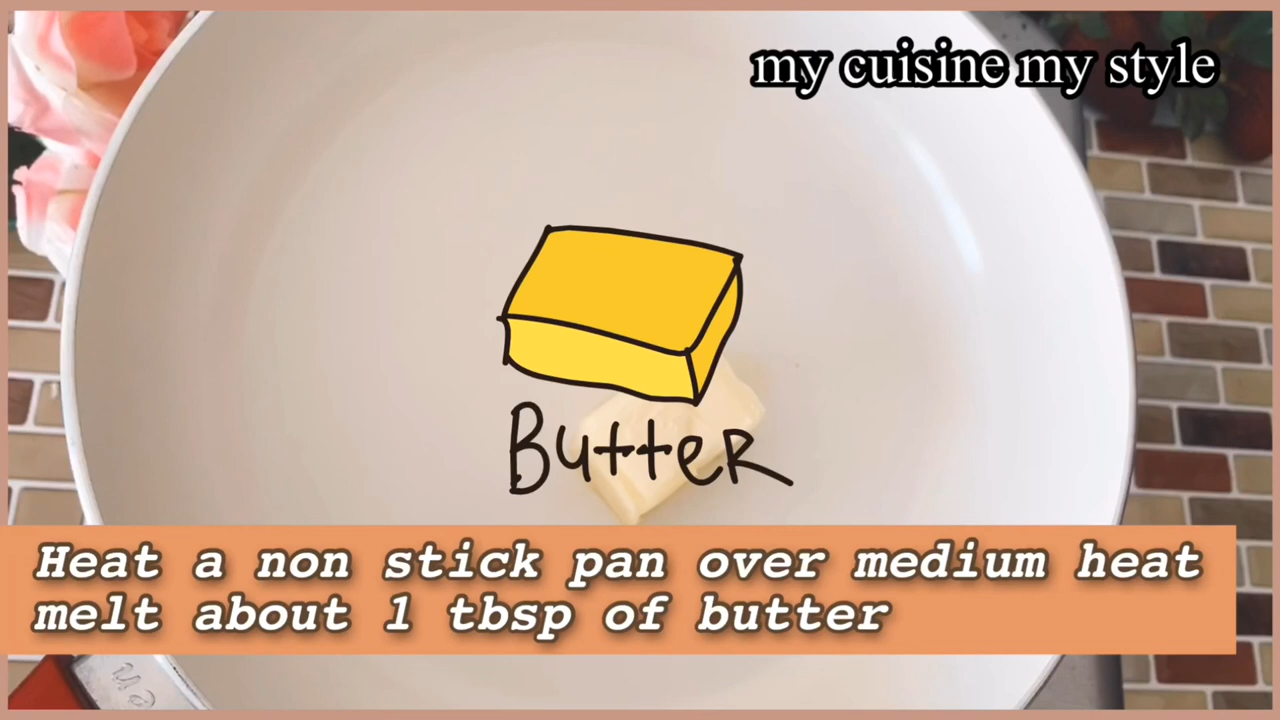 my cuisine my style
Butter
Heat a non stick pan over medium heat
melt about 1 tbsp of butter